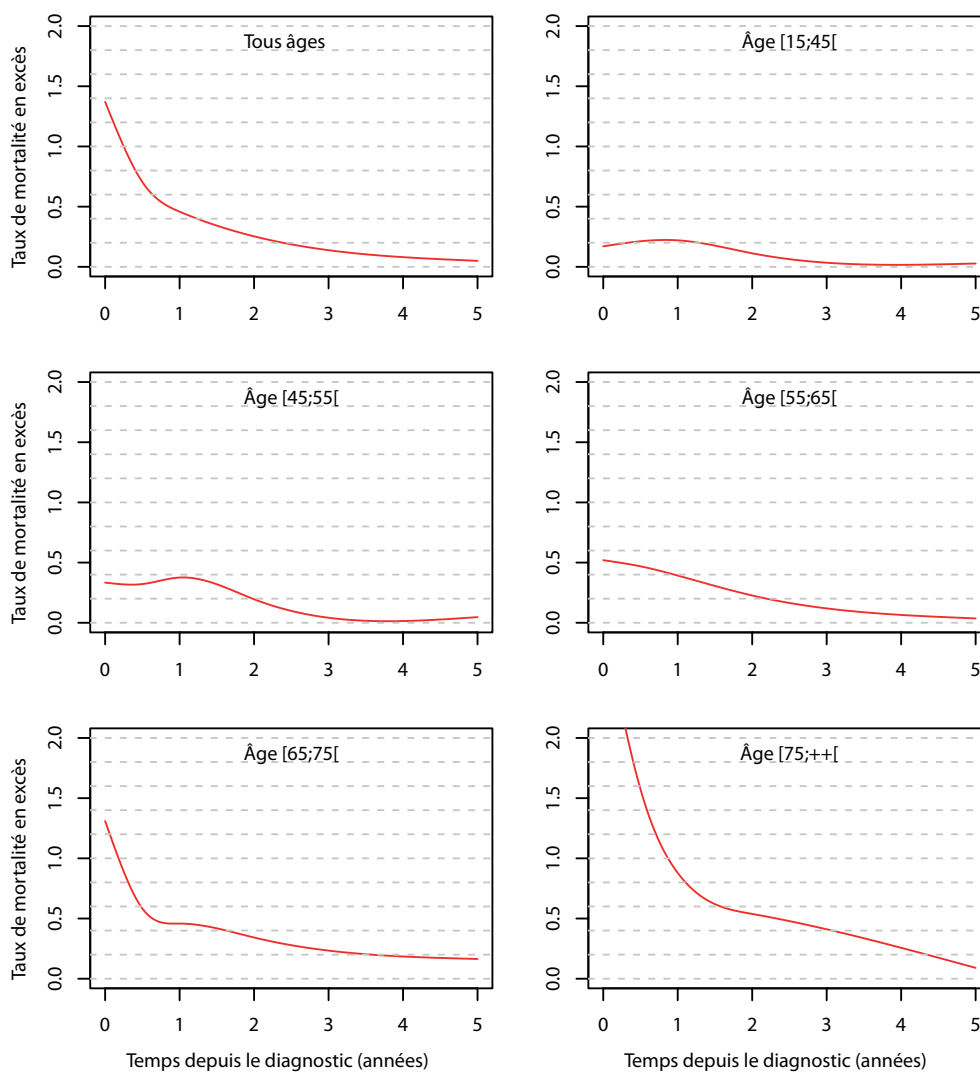 Tous âges
Taux de mortalité en excès
0.0 0.5 1.0 1.5 2.0
0 1 2 3 4 5
Âge [15;45[
0.0 0.5 1.0 1.5 2.0
0 1 2 3 4 5
Âge [45;55[
Taux de mortalité en excès
0.0 0.5 1.0 1.5 2.0
0 1 2 3 4 5
Âge [55;65[
0.0 0.5 1.0 1.5 2.0
0 1 2 3 4 5
Âge [65;75[
Taux de mortalité en excès
0.0 0.5 1.0 1.5 2.0
0 1 2 3 4 5
Temps depuis le diagnostic (années)
Âge [75;++[
0.0 0.5 1.0 1.5 2.0
0 1 2 3 4 5
Temps depuis le diagnostic (années)